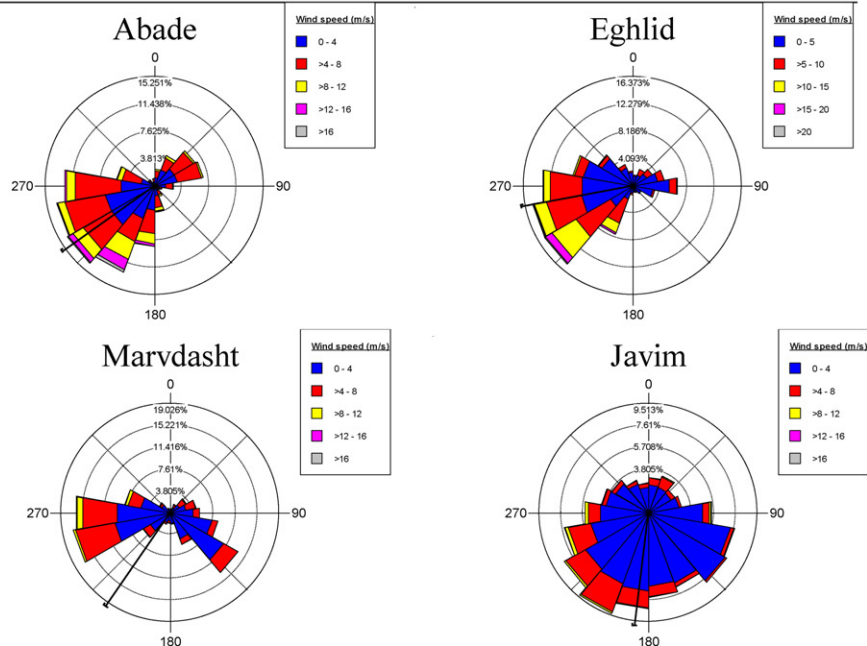 Abade
0
15.251%
11.438%
7.625%
3.813%
270
90
180
Wind speed (m/s)
0 - 4
>4 - 8
>8 - 12
>12 - 16
>16
Eghlid
0
16.373%
12.279%
8.186%
4.093%
270
90
180
Wind speed (m/s)
0 - 5
>5 - 10
>10 - 15
>15 - 20
>20
Marvdasht
0
19.026%
15.221%
11.416%
7.61%
3.805%
270
90
180
Wind speed (m/s)
0 - 4
>4 - 8
>8 - 12
>12 - 16
>16
Javim
0
9.513%
7.61%
5.708%
3.805%
270
90
180
Wind speed (m/s)
0 - 4
>4 - 8
>8 - 12
>12 - 16
>16